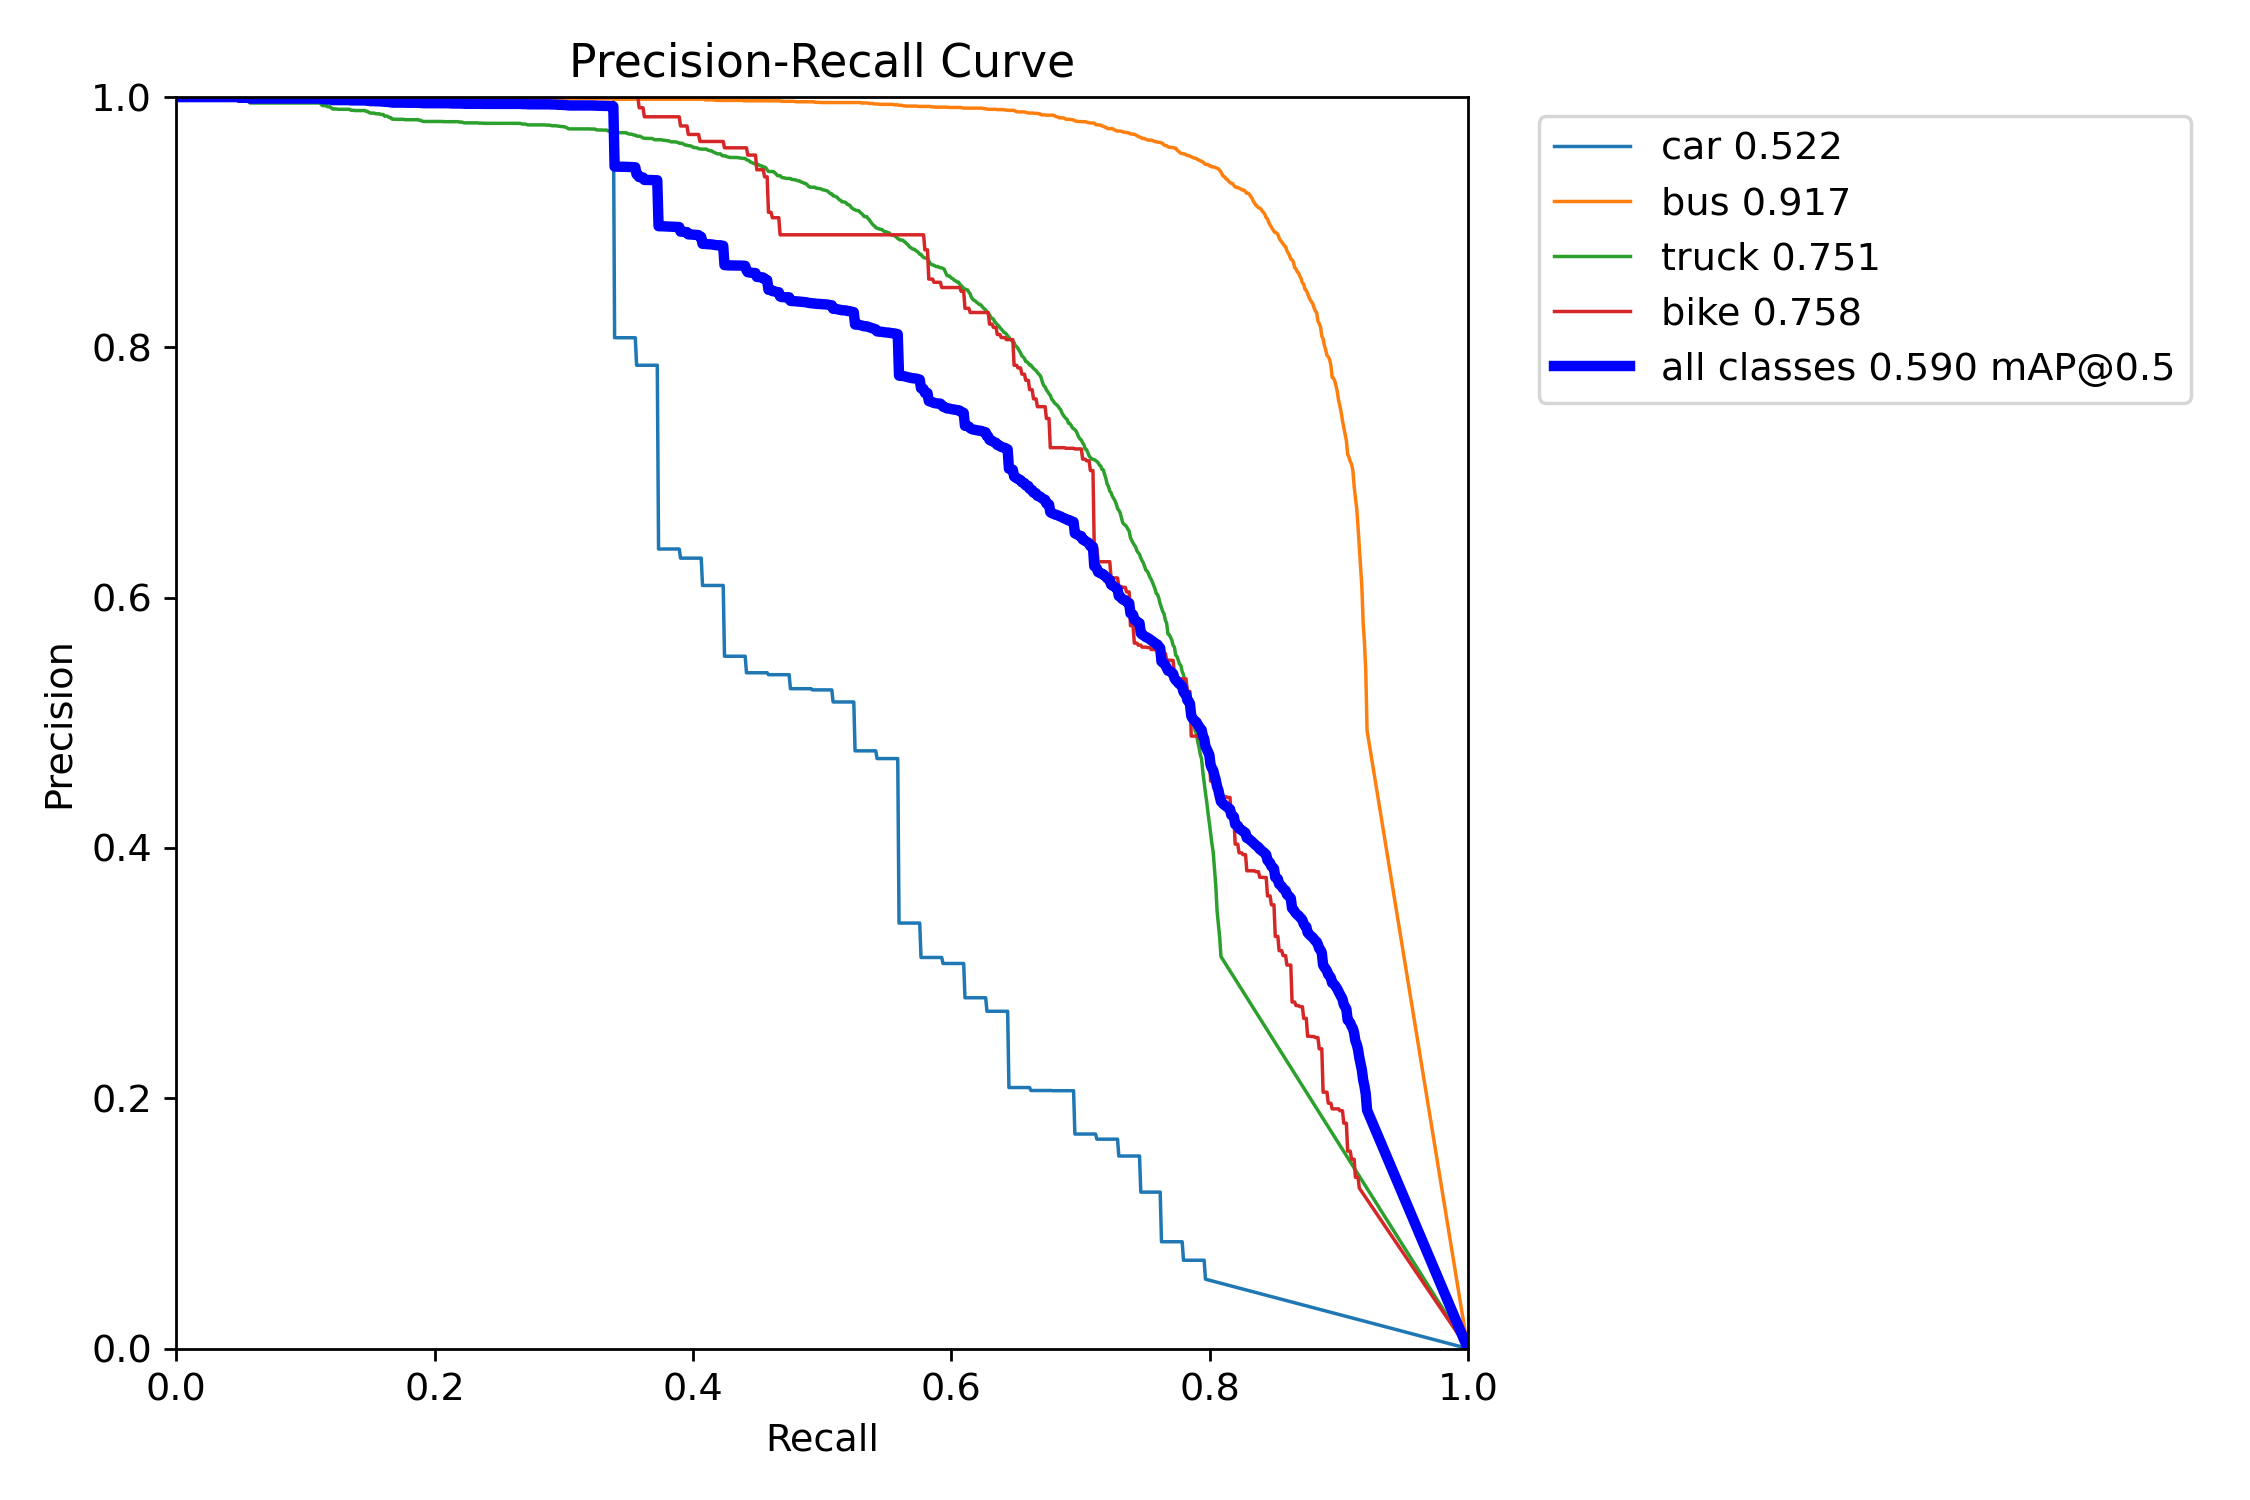 Precision-Recall Curve
1.0
0.8
0.6
0.4
0.2
0.0
Precision
0.0 0.2 0.4 0.6 0.8 1.0
Recall
car 0.522
bus 0.917
truck 0.751
bike 0.758
all classes 0.590 mAP@0.5